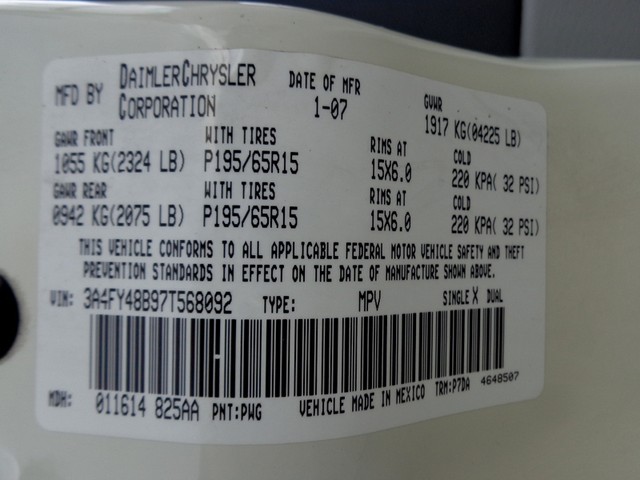 MFD BY DAIMLERCHRYSLER CORPORATION DATE OF MFR 1-07 GVWR 1917 KG(04225 LB)
GAWR FRONT WITH TIRES RIMS AT COLD
1055 KG(2324 LB) P195/65R15 15X6.0 220 KPA( 32 PSI)
GAWR REAR WITH TIRES RIMS AT COLD
0942 KG(2075 LB) P195/65R15 15X6.0 220 KPA( 32 PSI)
THIS VEHICLE CONFORMS TO ALL APPLICABLE FEDERAL MOTOR VEHICLE SAFETY AND THEFT
PREVENTION STANDARDS IN EFFECT ON THE DATE OF MANUFACTURE SHOWN ABOVE.
VIN: 3A4FY48B97T568092 TYPE: MPV SINGLE X DUAL
MDH: 011614 825AA PNT:PWG VEHICLE MADE IN MEXICO TRM:P7DA 4648507